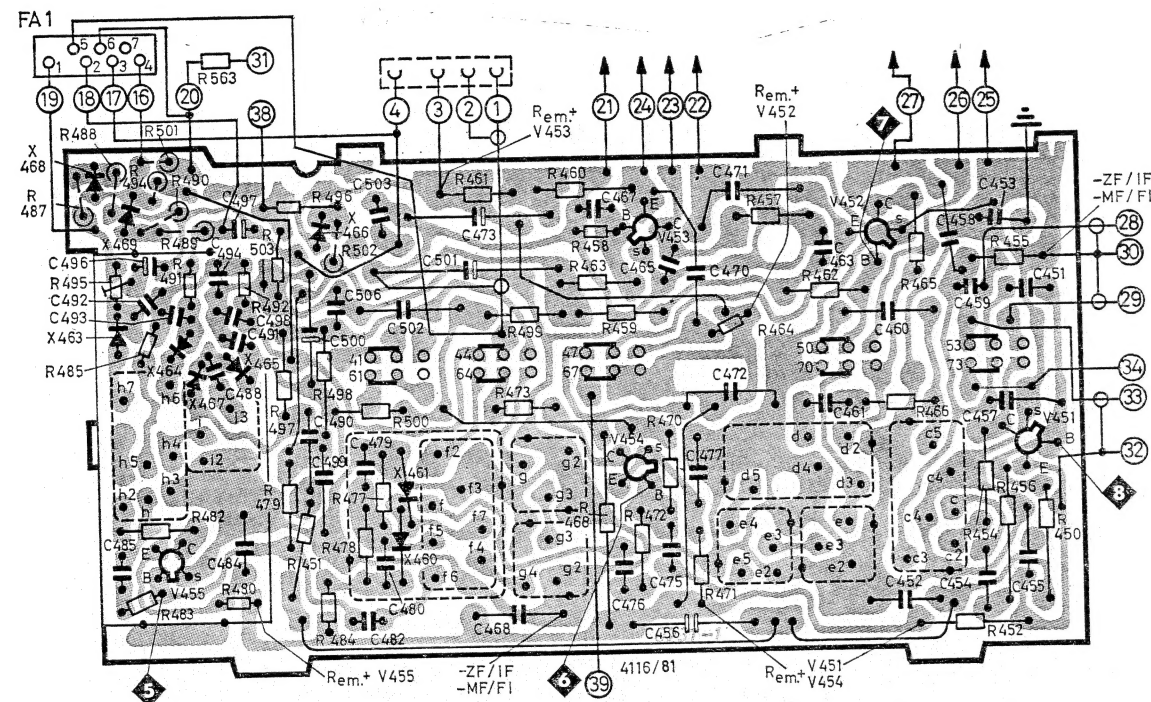 FA1
5 6 7
1 2 3 4
R563
31
19 18 17 16 20 38
4 3 2 1
21 24 23 22 27 26 25
Rem.+ V453
Rem.+ V452
7
R488 R501
X 468
R 494 R490
R 487
C497
X469 R489
R496
C503
X 466
R502
R461
C473
R460
C467
R458
E B C S
V453
C471
R457
V452
E C S B
C 463
R465
C458
C453
R455
-ZF/IF
-MF/FI
28
30
29
C496
R495
C492
C493
X463
R485
R 491
C494
R 503
R492
C498
C491
C500
C506
C501
C502
R463
C465
C470
R462
C459
C451
R499
R459
R464
C460
X464
X467
X465
C488
R498
41 61
44 64
47 67
50 70
53 73
34
33
32
C472
R473
R500
R470
C461
R466
C457
V451
C S B E
h7 h6 h4 h5 h3 h2 h
i i3 i2
R 497
C490
C499
C479
X461
R477
R478
X460
C480
f2 f3 f f7 f5 f4 f6
g g2 g3
g3 g4 g2
V454
C S E B
C477
R 468
R472
d d2 d4 d5 d3
e e4 e3 e5 e2
e e3 e2
c5 c4 c c4 c3 c2
R454
R456
R 450
8
R 479
R451
R482
C485
E C B S
V455
C484
R483
R480
R484
C482
C468
C476
C475
R471
C456
C452
C454
C455
R452
5
Rem.+ V455
-ZF/IF
-MF/FI
6
39
4116/81
Rem.+ V451
V454